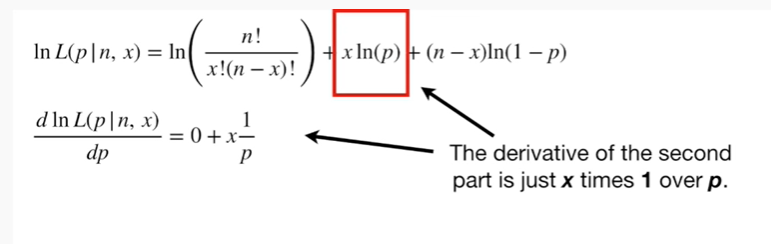 ln L(p | n, x) = ln( n! / x!(n − x)! ) + x ln(p) + (n − x)ln(1 − p)
d ln L(p | n, x) / dp = 0 + x 1/p
The derivative of the second
part is just x times 1 over p.